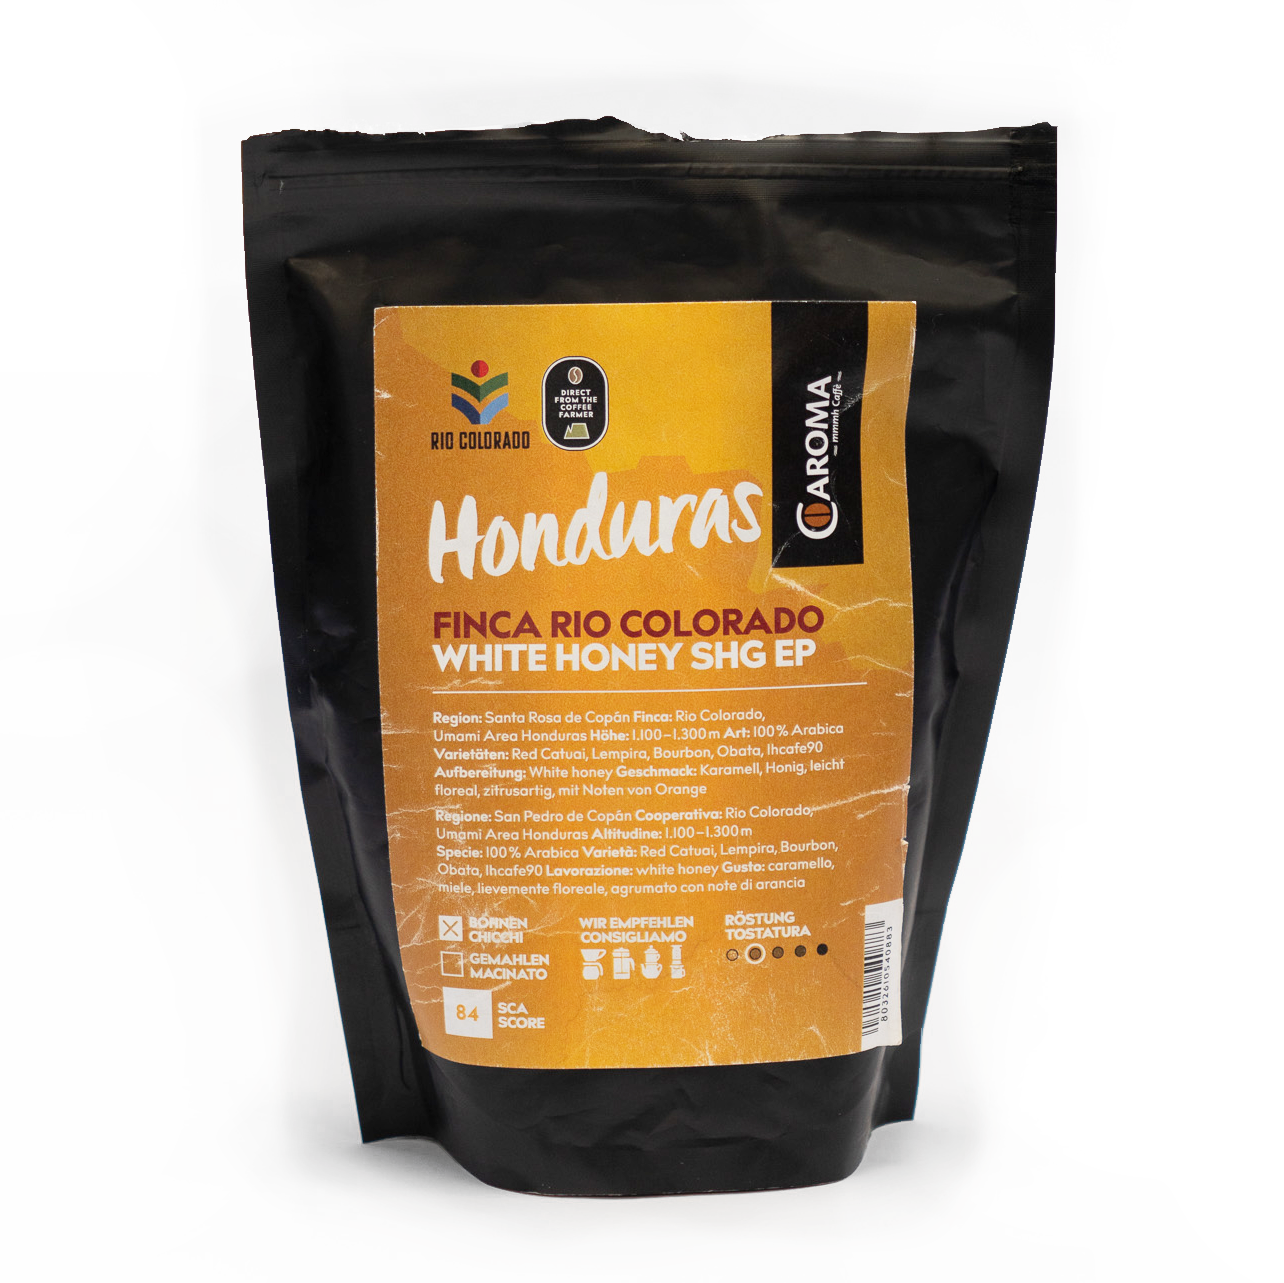 RIO COLORADO
DIRECT
FROM THE
COFFEE
FARMER
CAROMA
– mmmh Caffè –
Honduras
FINCA RIO COLORADO
WHITE HONEY SHG EP
Region: Santa Rosa de Copán Finca: Rio Colorado,
Umami Area Honduras Höhe: 1.100–1.300 m Art: 100 % Arabica
Varietäten: Red Catuai, Lempira, Bourbon, Obata, Ihcafe90
Aufbereitung: White honey Geschmack: Karamell, Honig, leicht
floreal, zitrusartig, mit Noten von Orange
Regione: San Pedro de Copán Cooperativa: Rio Colorado,
Umami Area Honduras Altitudine: 1.100–1.300 m
Specie: 100 % Arabica Varietà: Red Catuai, Lempira, Bourbon,
Obata, Ihcafe90 Lavorazione: white honey Gusto: caramello,
miele, lievemente floreale, agrumato con note di arancia
BOHNEN
CHICCHI
GEMAHLEN
MACINATO
WIR EMPFEHLEN
CONSIGLIAMO
RÖSTUNG
TOSTATURA
84
SCA
SCORE
8032610540883